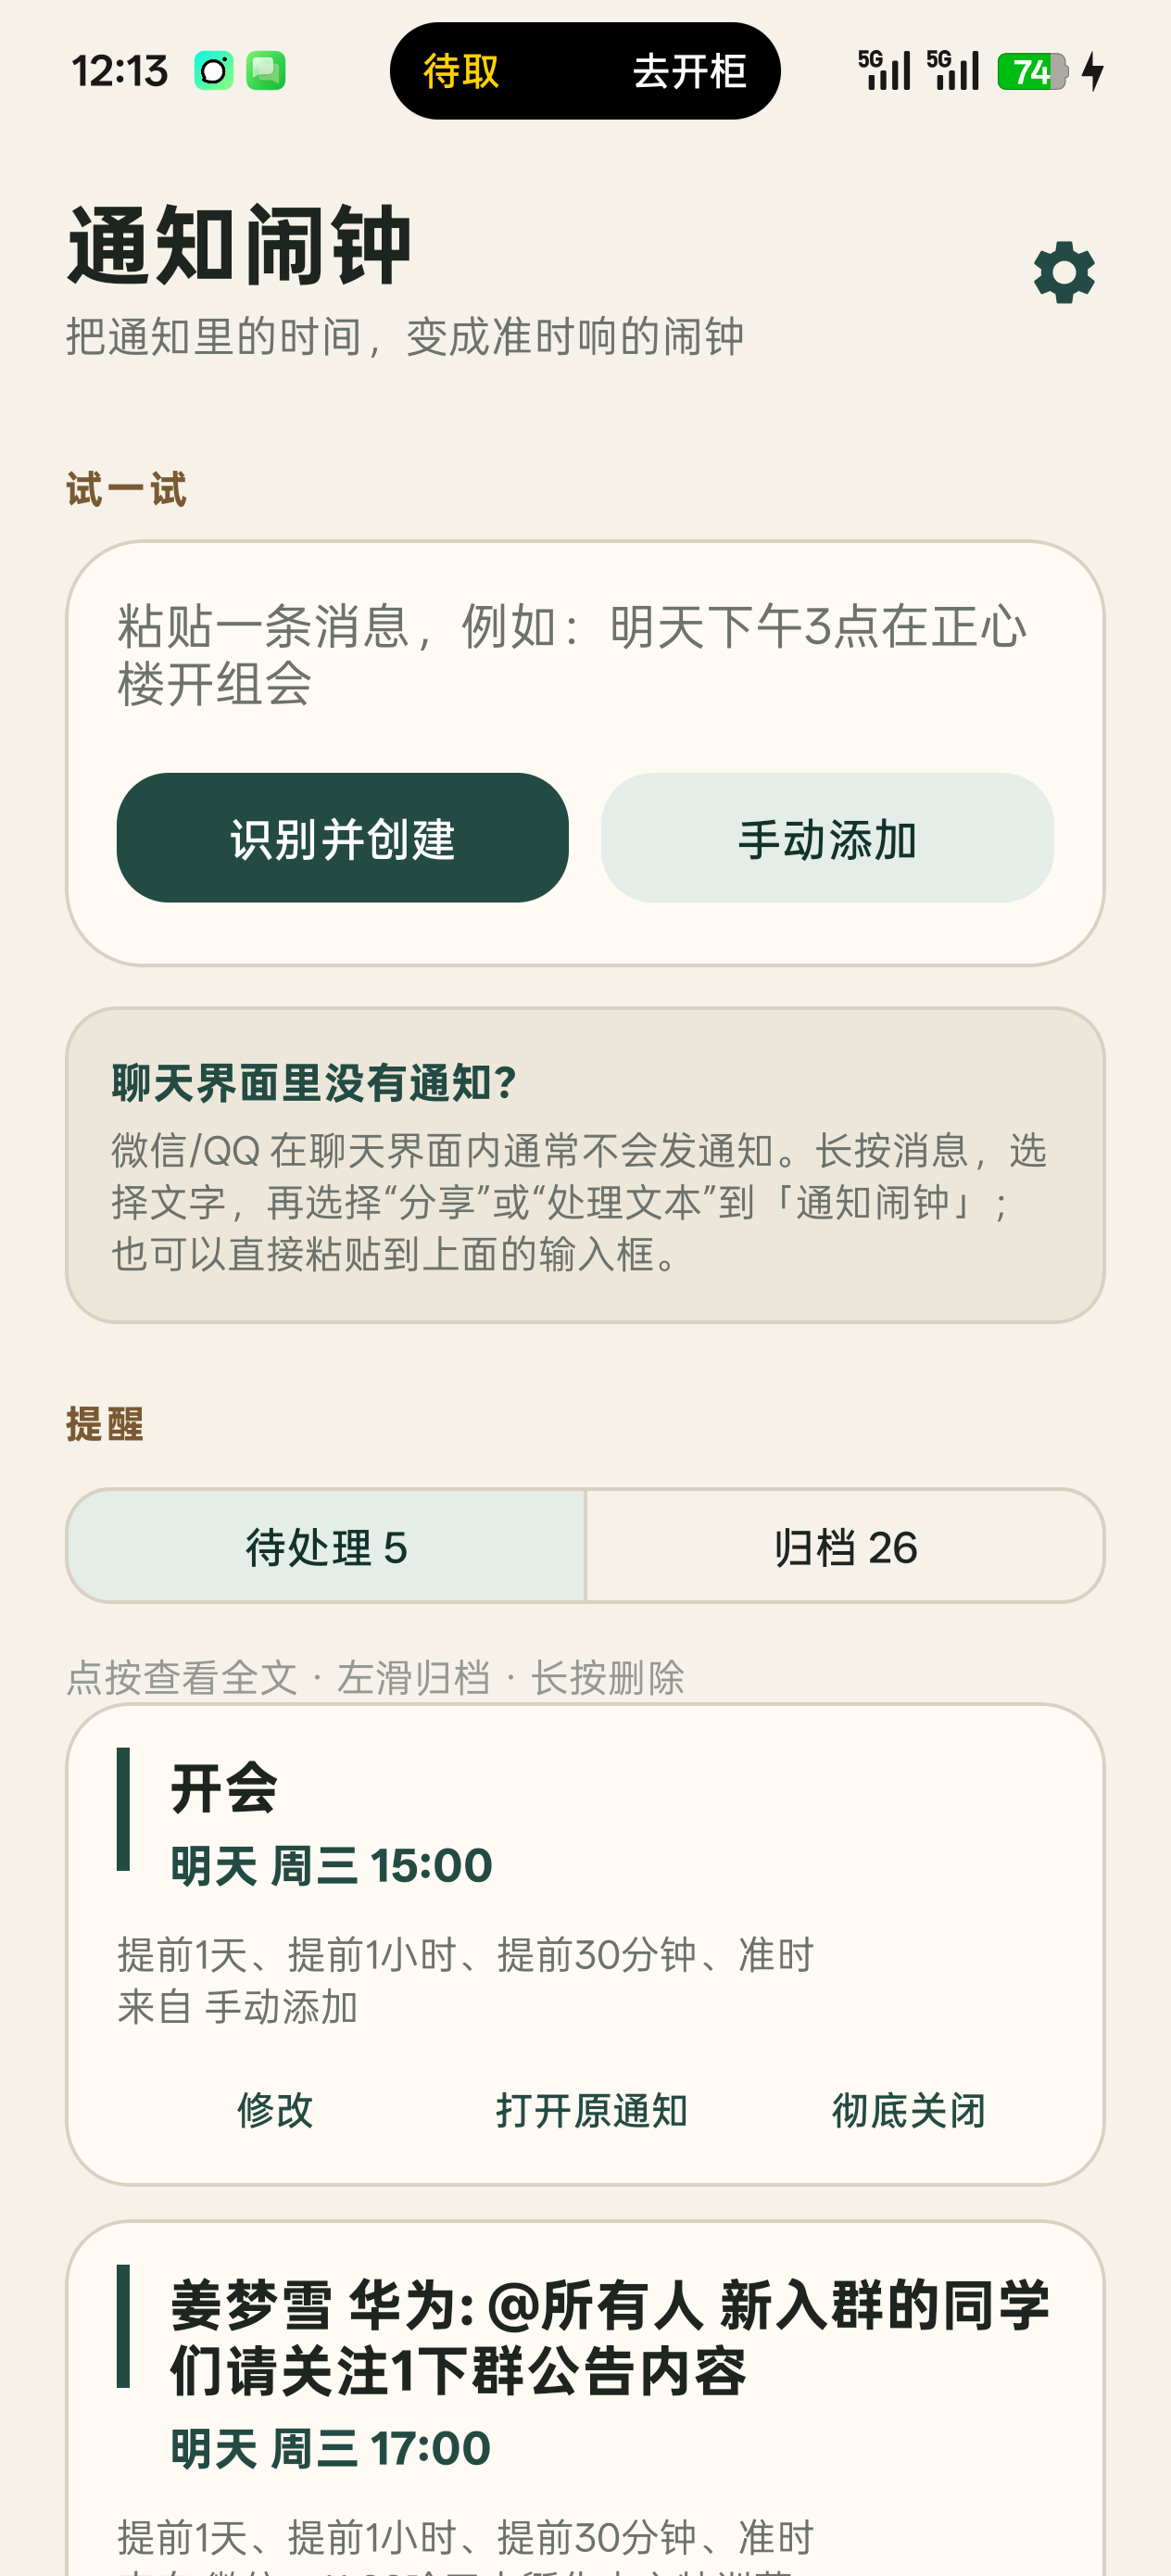 12:13
待取 去开柜
5G 5G 74
通知闹钟
把通知里的时间，变成准时响的闹钟
试一试
粘贴一条消息，例如：明天下午3点在正心
楼开组会
识别并创建 手动添加
聊天界面里没有通知？
微信/QQ 在聊天界面内通常不会发通知。长按消息，选
择文字，再选择“分享”或“处理文本”到「通知闹钟」；
也可以直接粘贴到上面的输入框。
提醒
待处理 5 归档 26
点按查看全文 · 左滑归档 · 长按删除
开会
明天 周三 15:00
提前1天、提前1小时、提前30分钟、准时
来自 手动添加
修改 打开原通知 彻底关闭
姜梦雪 华为: @所有人 新入群的同学
们请关注1下群公告内容
明天 周三 17:00
提前1天、提前1小时、提前30分钟、准时